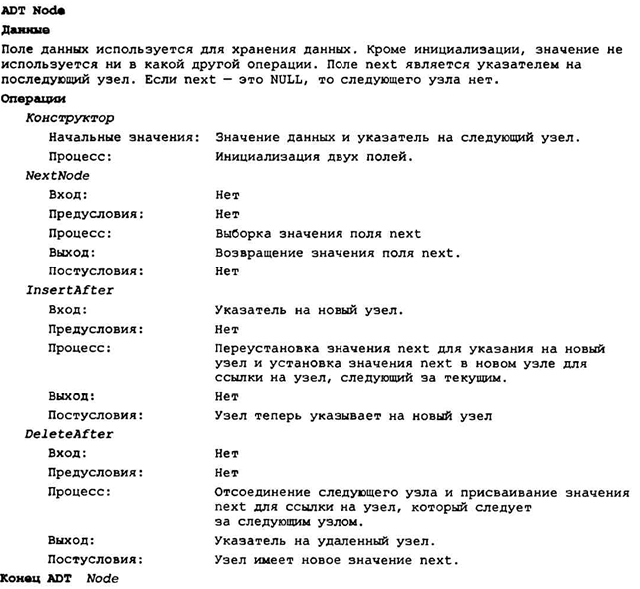 ADT Node
Данные
Поле данных используется для хранения данных. Кроме инициализации, значение не
используется ни в какой другой операции. Поле next является указателем на
последующий узел. Если next — это NULL, то следующего узла нет.
Операции
Конструктор
Начальные значения: Значение данных и указатель на следующий узел.
Процесс: Инициализация двух полей.
NextNode
Вход: Нет
Предусловия: Нет
Процесс: Выборка значения поля next
Выход: Возвращение значения поля next.
Постусловия: Нет
InsertAfter
Вход: Указатель на новый узел.
Предусловия: Нет
Процесс: Переустановка значения next для указания на новый
узел и установка значения next в новом узле для
ссылки на узел, следующий за текущим.
Выход: Нет
Постусловия: Узел теперь указывает на новый узел
DeleteAfter
Вход: Нет
Предусловия: Нет
Процесс: Отсоединение следующего узла и присваивание значения
next для ссылки на узел, который следует
за следующим узлом.
Выход: Указатель на удаленный узел.
Постусловия: Узел имеет новое значение next.
Конец ADT Node